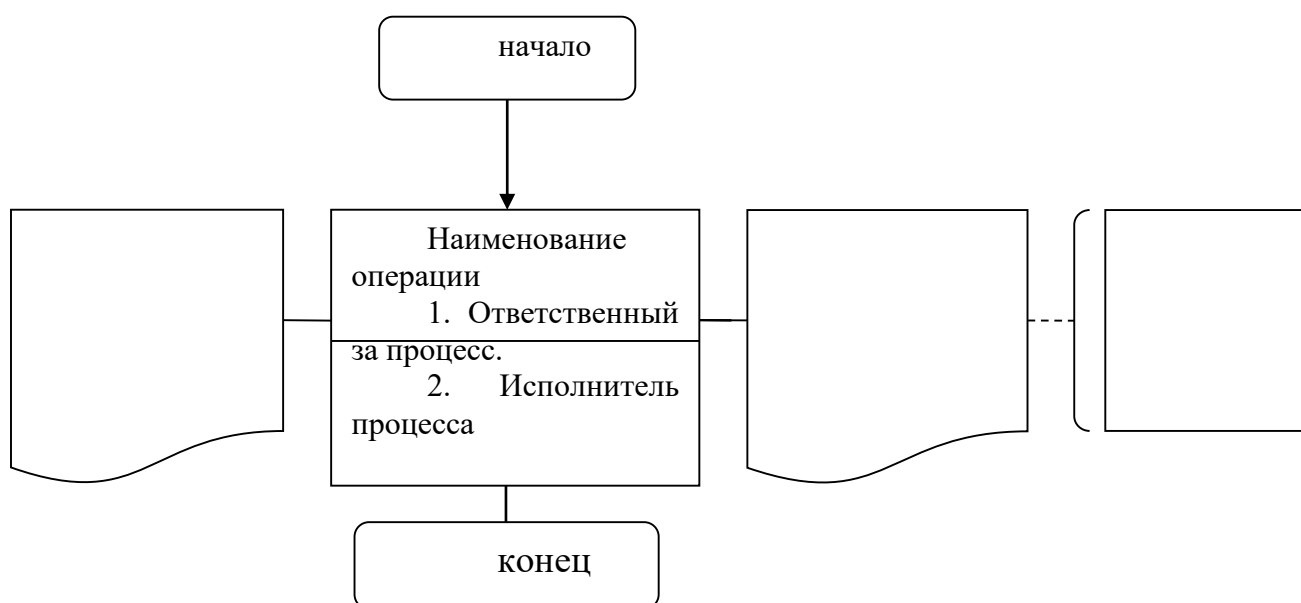 начало
Наименование
операции
1. Ответственный
за процесс.
2. Исполнитель
процесса
конец